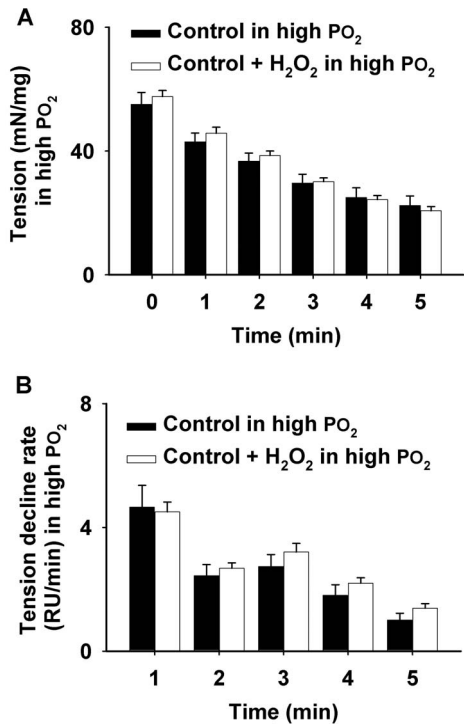 A
80
40
0
Tension (mN/mg)
in high PO₂
Control in high PO₂
Control + H₂O₂ in high PO₂
0 1 2 3 4 5
Time (min)
B
8
4
0
Tension decline rate
(RU/min) in high PO₂
Control in high PO₂
Control + H₂O₂ in high PO₂
1 2 3 4 5
Time (min)